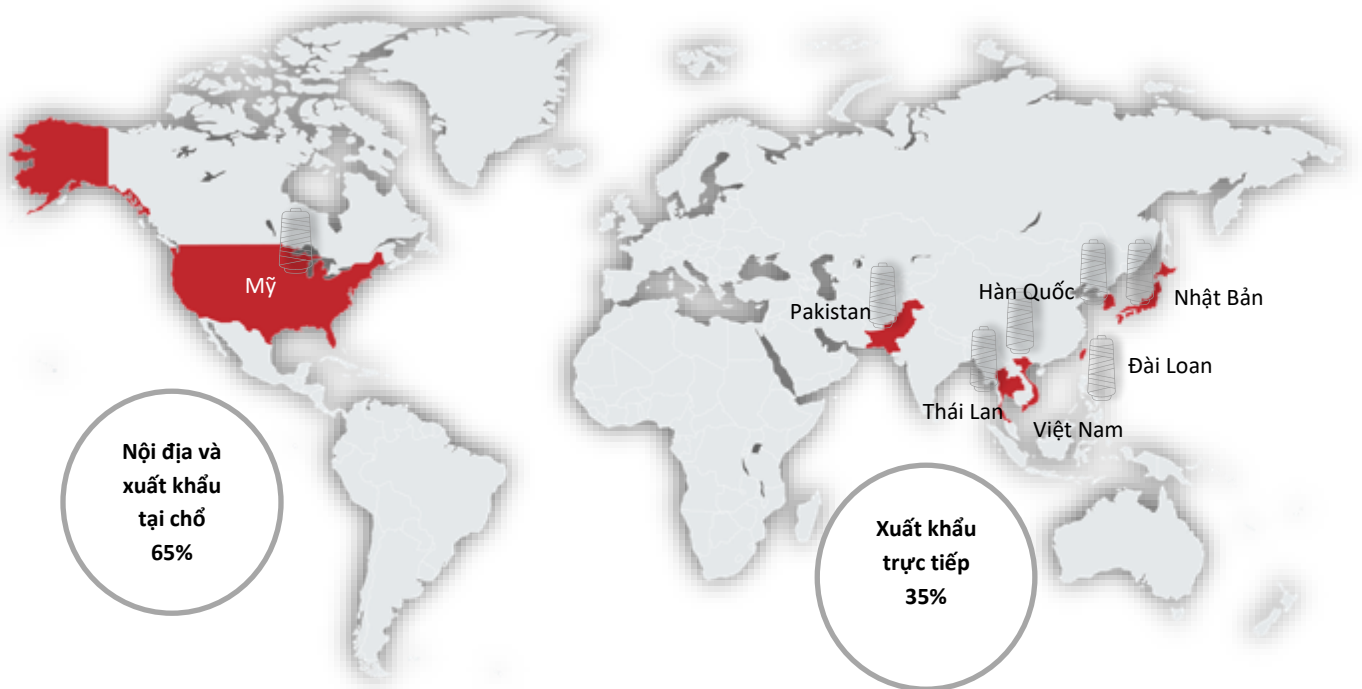 Mỹ
Pakistan
Hàn Quốc
Nhật Bản
Đài Loan
Thái Lan
Việt Nam
Nội địa và
xuất khẩu
tại chổ
65%
Xuất khẩu
trực tiếp
35%